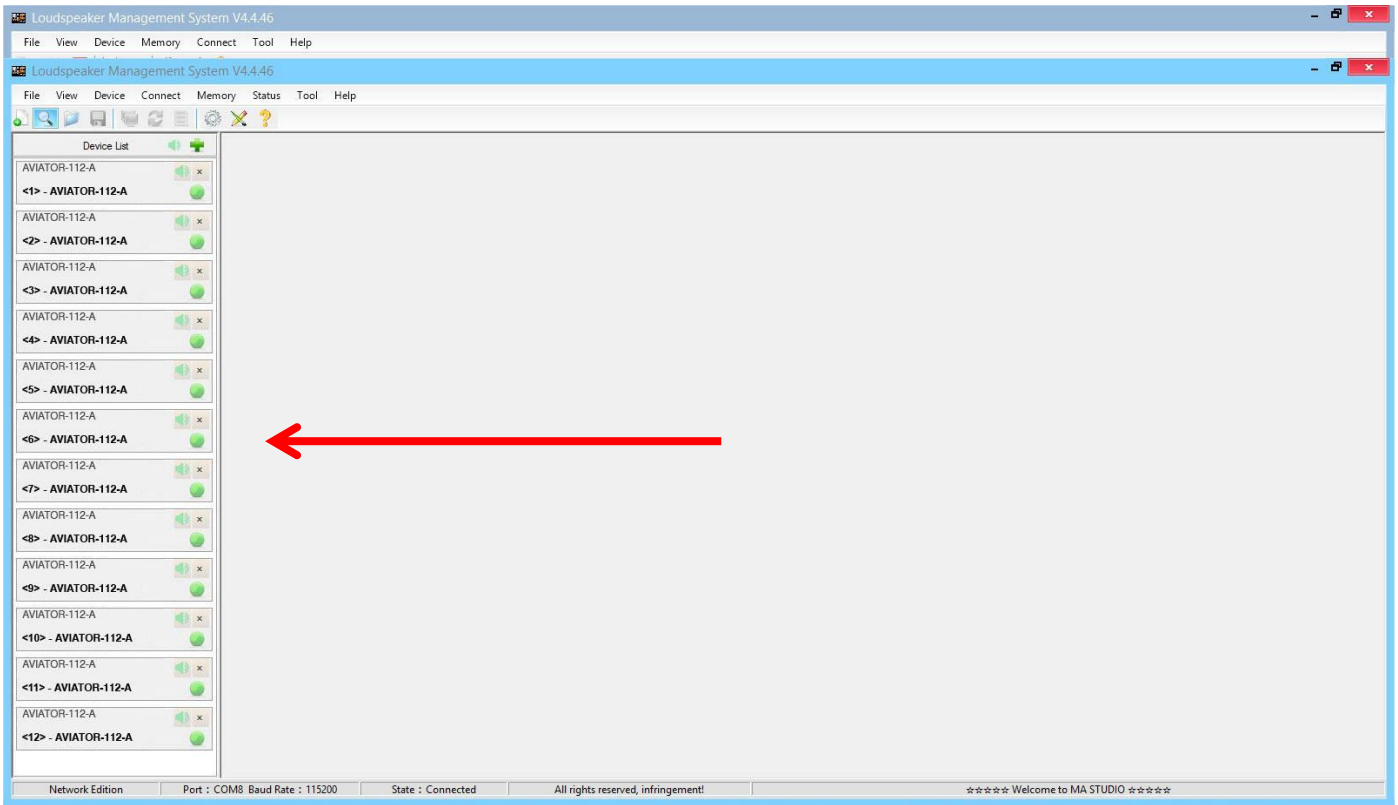 Loudspeaker Management System V4.4.46
File View Device Memory Connect Tool Help
Loudspeaker Management System V4.4.46
File View Device Connect Memory Status Tool Help
Device List
AVIATOR-112-A
<1> - AVIATOR-112-A
AVIATOR-112-A
<2> - AVIATOR-112-A
AVIATOR-112-A
<3> - AVIATOR-112-A
AVIATOR-112-A
<4> - AVIATOR-112-A
AVIATOR-112-A
<5> - AVIATOR-112-A
AVIATOR-112-A
<6> - AVIATOR-112-A
AVIATOR-112-A
<7> - AVIATOR-112-A
AVIATOR-112-A
<8> - AVIATOR-112-A
AVIATOR-112-A
<9> - AVIATOR-112-A
AVIATOR-112-A
<10> - AVIATOR-112-A
AVIATOR-112-A
<11> - AVIATOR-112-A
AVIATOR-112-A
<12> - AVIATOR-112-A
Network Edition Port : COM8 Baud Rate : 115200 State : Connected All rights reserved, infringement! ☆☆☆☆☆ Welcome to MA STUDIO ☆☆☆☆☆